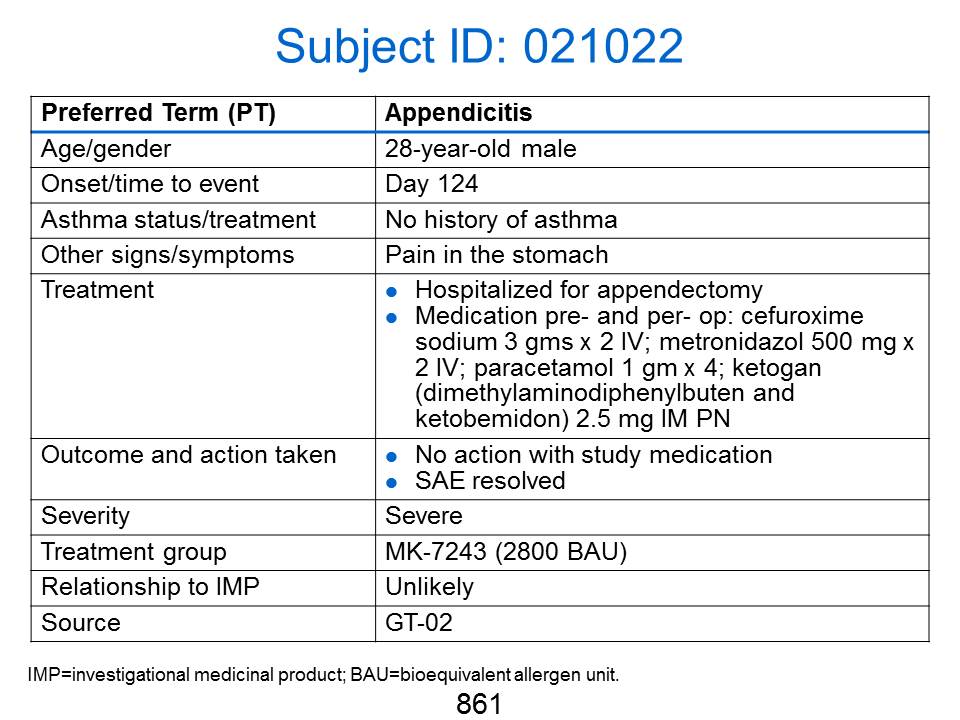 Subject ID: 021022
Preferred Term (PT) Appendicitis
Age/gender 28-year-old male
Onset/time to event Day 124
Asthma status/treatment No history of asthma
Other signs/symptoms Pain in the stomach
Treatment ● Hospitalized for appendectomy
● Medication pre- and per- op: cefuroxime
sodium 3 gms x 2 IV; metronidazol 500 mg x
2 IV; paracetamol 1 gm x 4; ketogan
(dimethylaminodiphenylbuten and
ketobemidon) 2.5 mg IM PN
Outcome and action taken ● No action with study medication
● SAE resolved
Severity Severe
Treatment group MK-7243 (2800 BAU)
Relationship to IMP Unlikely
Source GT-02
IMP=investigational medicinal product; BAU=bioequivalent allergen unit.
861